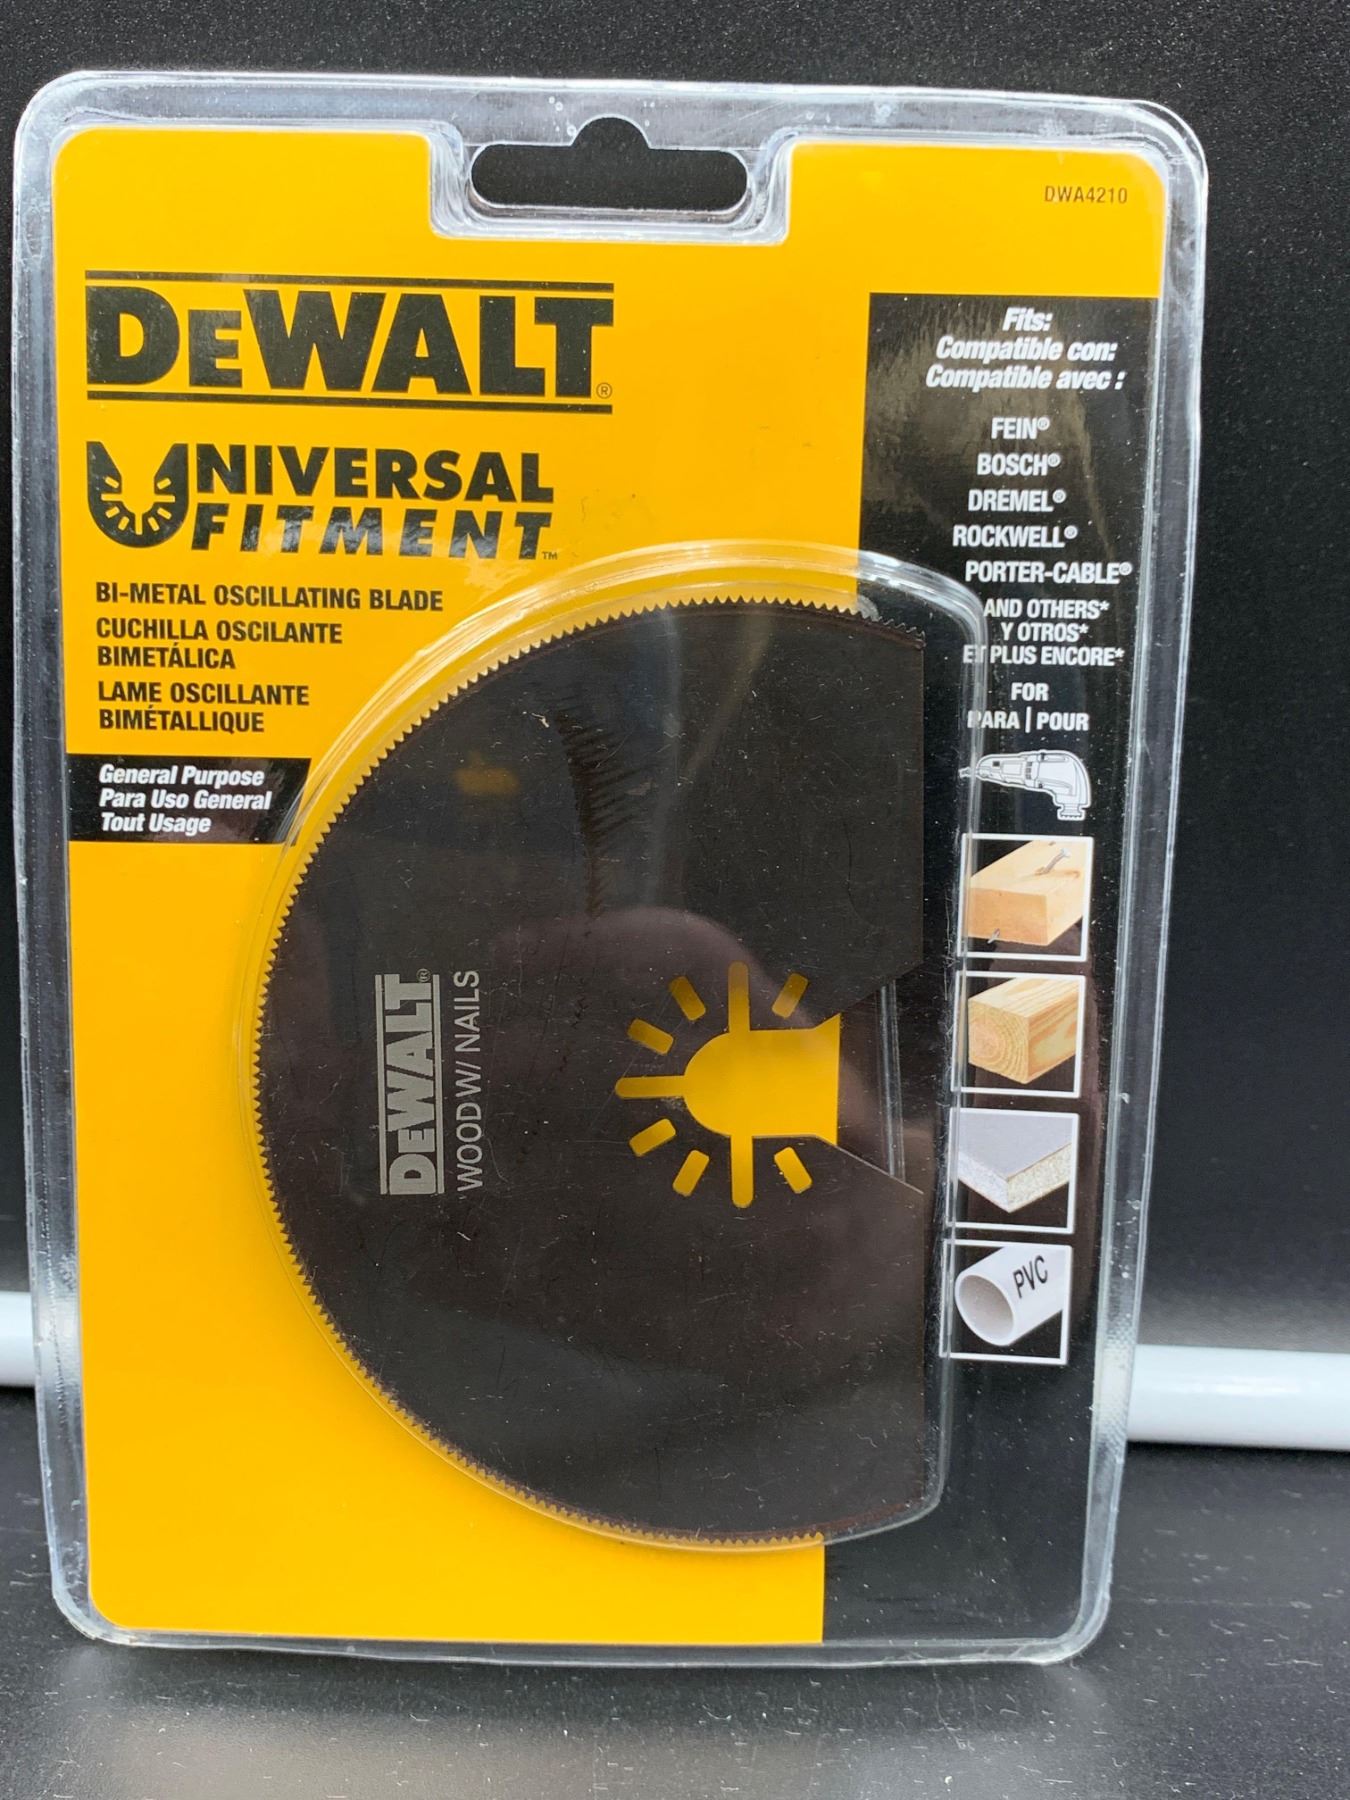 DWA4210
DEWALT®
UNIVERSAL
FITMENT™
BI-METAL OSCILLATING BLADE
CUCHILLA OSCILANTE
BIMETÁLICA
LAME OSCILLANTE
BIMÉTALLIQUE
General Purpose
Para Uso General
Tout Usage
Fits:
Compatible con:
Compatible avec :
FEIN®
BOSCH®
DREMEL®
ROCKWELL®
PORTER-CABLE®
AND OTHERS*
Y OTROS*
ET PLUS ENCORE*
FOR
PARA | POUR
PVC
DEWALT®
WOOD W/ NAILS